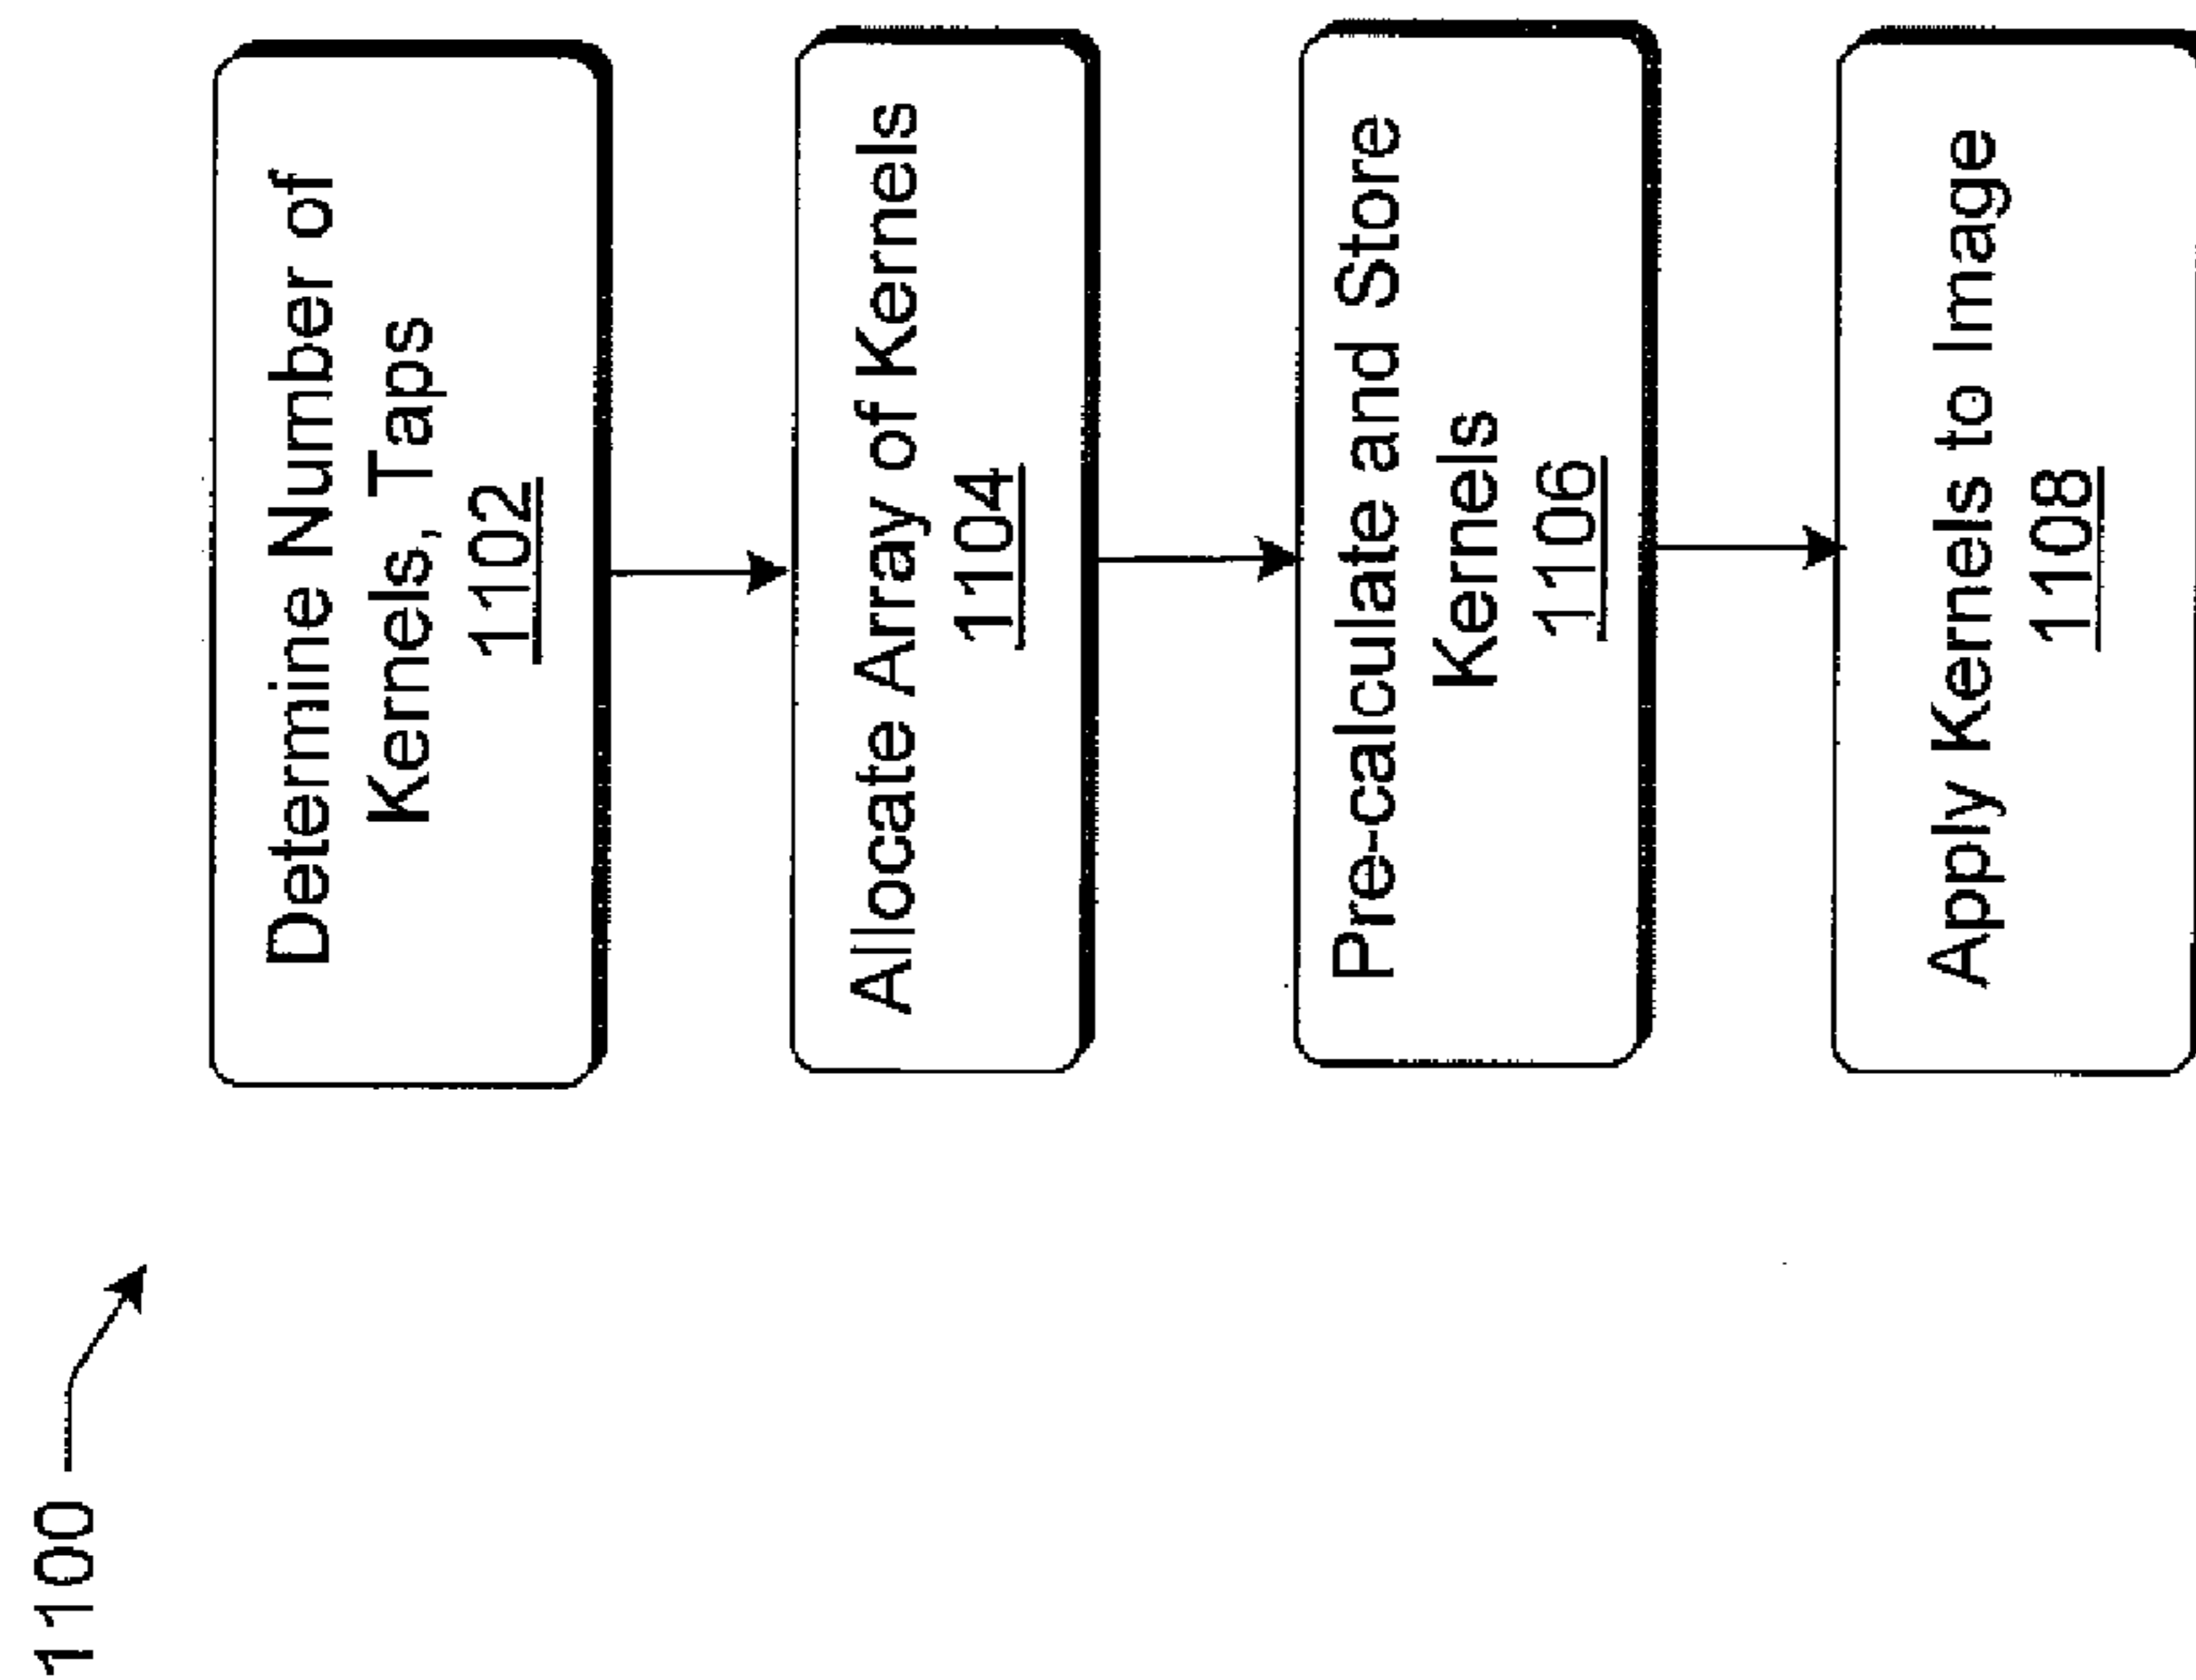 1100
Determine Number of
Kernels, Taps
1102
Allocate Array of Kernels
1104
Pre-calculate and Store
Kernels
1106
Apply Kernels to Image
1108